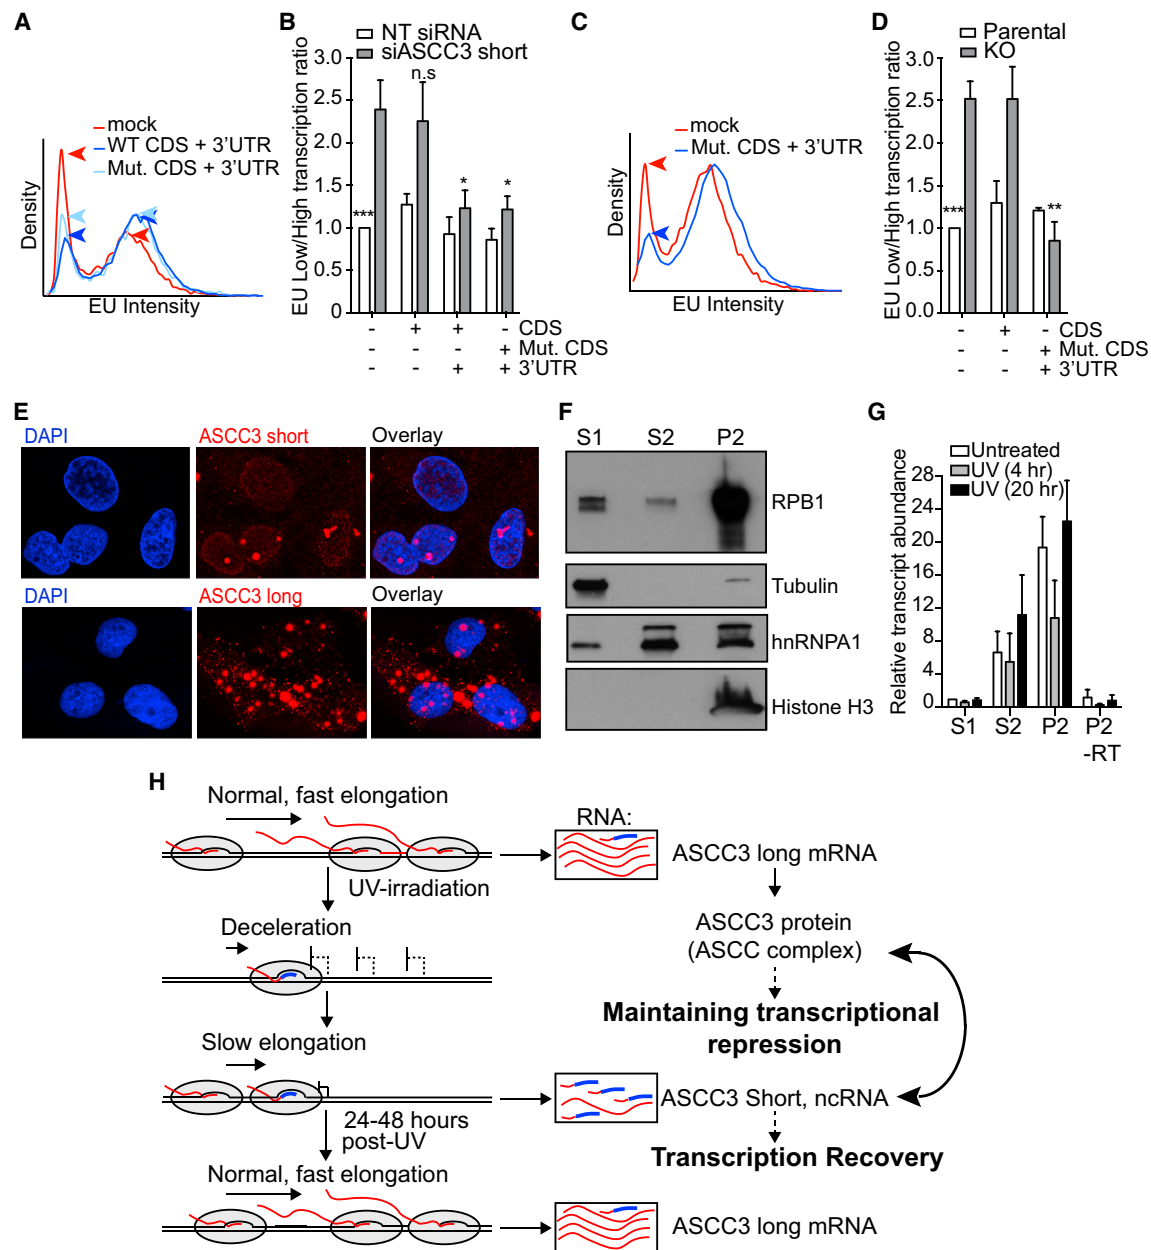 A
mock
WT CDS + 3'UTR
Mut. CDS + 3'UTR
Density
EU Intensity
B
NT siRNA
siASCC3 short
n.s
EU Low/High transcription ratio
3.0
2.5
2.0
1.5
1.0
0.5
0
***
*
*
- + + - CDS
- - - + Mut. CDS
- - + + 3'UTR
C
mock
Mut. CDS + 3'UTR
Density
EU Intensity
D
Parental
KO
EU Low/High transcription ratio
3.0
2.5
2.0
1.5
1.0
0.5
0
***
**
- + - CDS
- - + Mut. CDS
- - + 3'UTR
E
DAPI
ASCC3 short
Overlay
DAPI
ASCC3 long
Overlay
F
S1 S2 P2
RPB1
Tubulin
hnRNPA1
Histone H3
G
Untreated
UV (4 hr)
UV (20 hr)
Relative transcript abundance
28
24
20
16
12
8
4
0
S1 S2 P2 P2
-RT
H
Normal, fast elongation
RNA:
ASCC3 long mRNA
UV-irradiation
Deceleration
ASCC3 protein
(ASCC complex)
Maintaining transcriptional
repression
Slow elongation
ASCC3 Short, ncRNA
24-48 hours
post-UV
Transcription Recovery
Normal, fast elongation
ASCC3 long mRNA